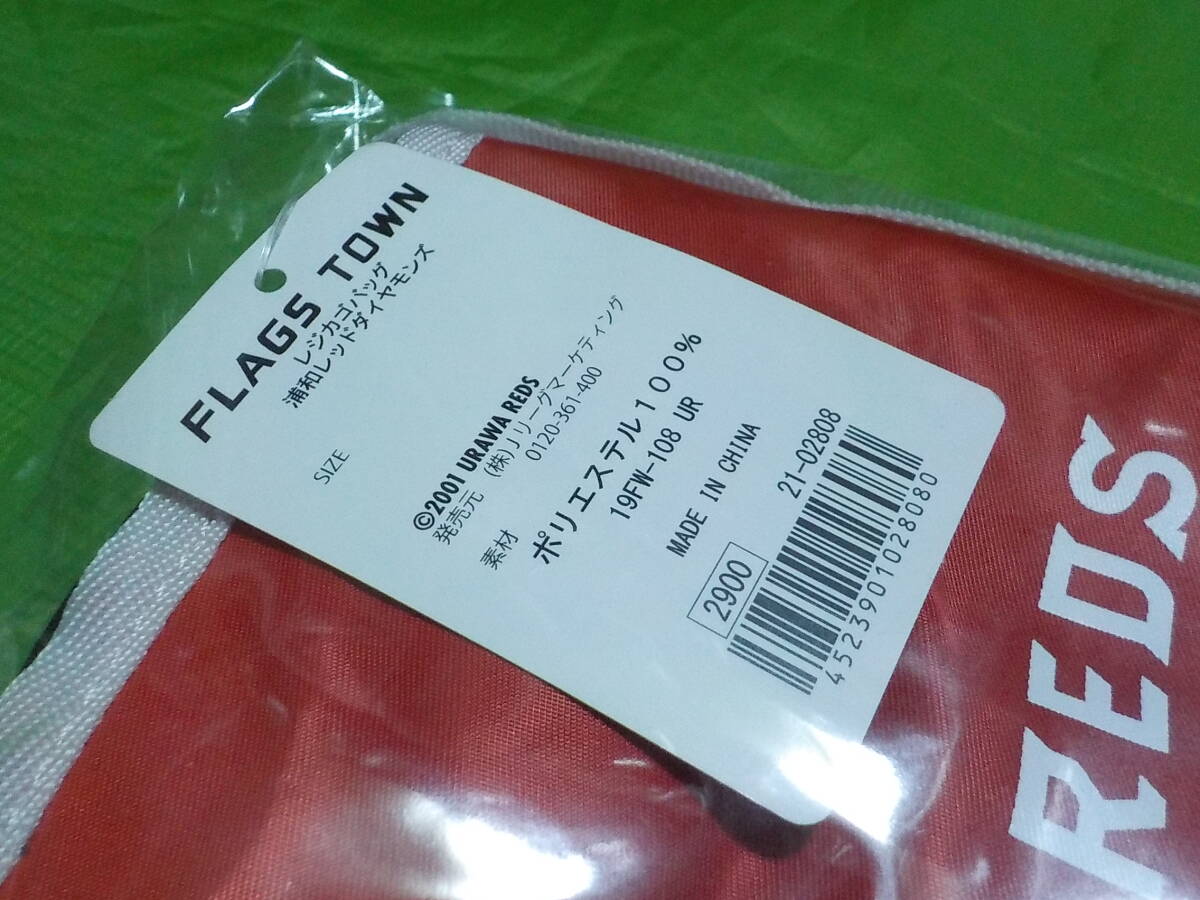 FLAGS TOWN
レジカゴバッグ
浦和レッドダイヤモンズ
SIZE
©2001 URAWA REDS
発売元 (株)Jリーグマーケティング
0120-361-400
素材
ポリエステル100%
19FW-108 UR
MADE IN CHINA
21-02808
2900
4523901028080
REDS